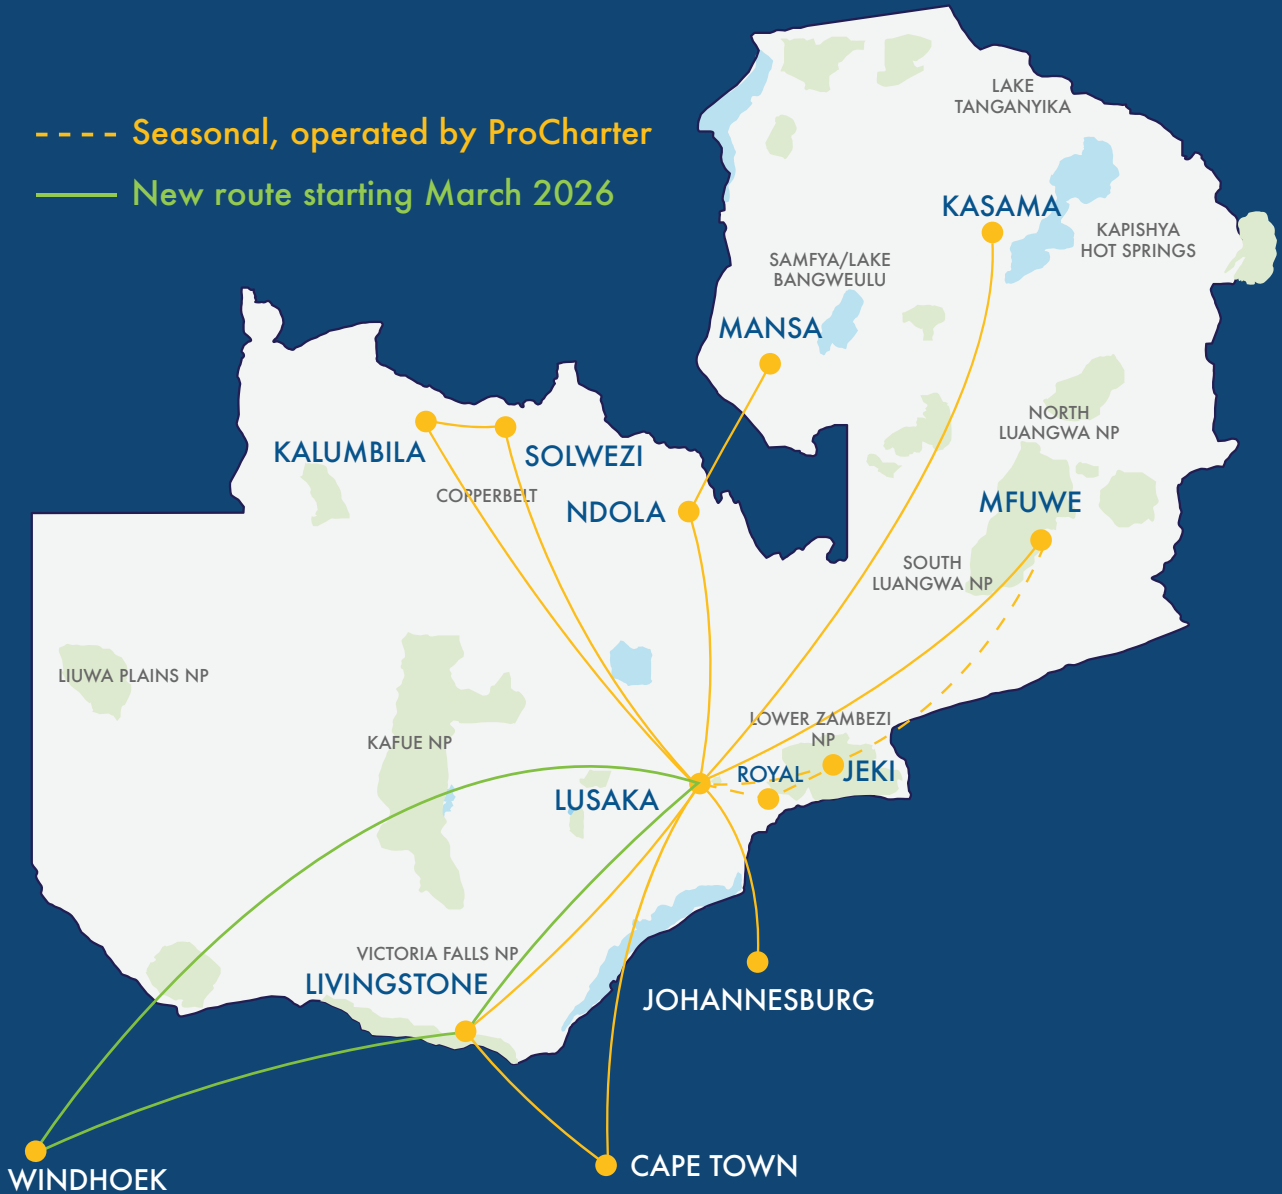 Seasonal, operated by ProCharter
New route starting March 2026
LAKE
TANGANYIKA
KASAMA
KAPISHYA
HOT SPRINGS
SAMFYA/LAKE
BANGWEULU
MANSA
NORTH
LUANGWA NP
KALUMBILA
SOLWEZI
COPPERBELT
NDOLA
MFUWE
SOUTH
LUANGWA NP
LIUWA PLAINS NP
KAFUE NP
LOWER ZAMBEZI
NP
ROYAL
JEKI
LUSAKA
VICTORIA FALLS NP
LIVINGSTONE
JOHANNESBURG
CAPE TOWN
WINDHOEK